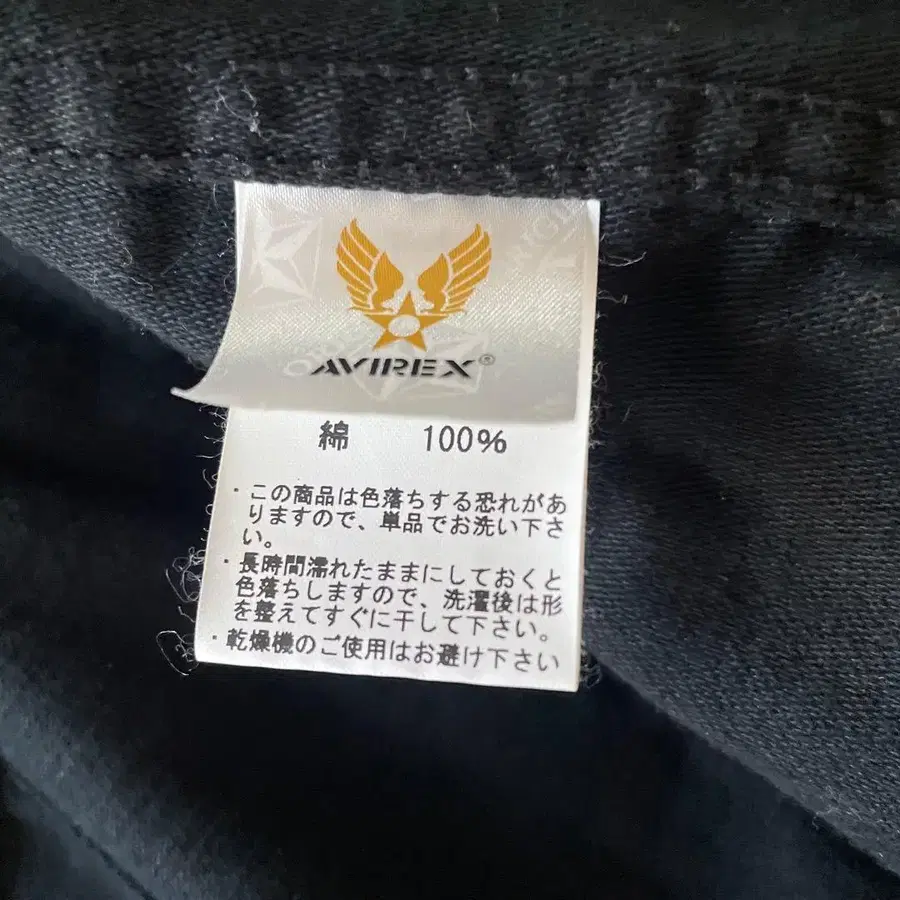 AVIREX®
綿 100%
・この商品は色落ちする恐れがあ
りますので、単品でお洗い下さ
い。
・長時間濡れたままにしておくと
色落ちしますので、洗濯後は形
を整えてすぐに干して下さい。
・乾燥機のご使用はお避け下さい